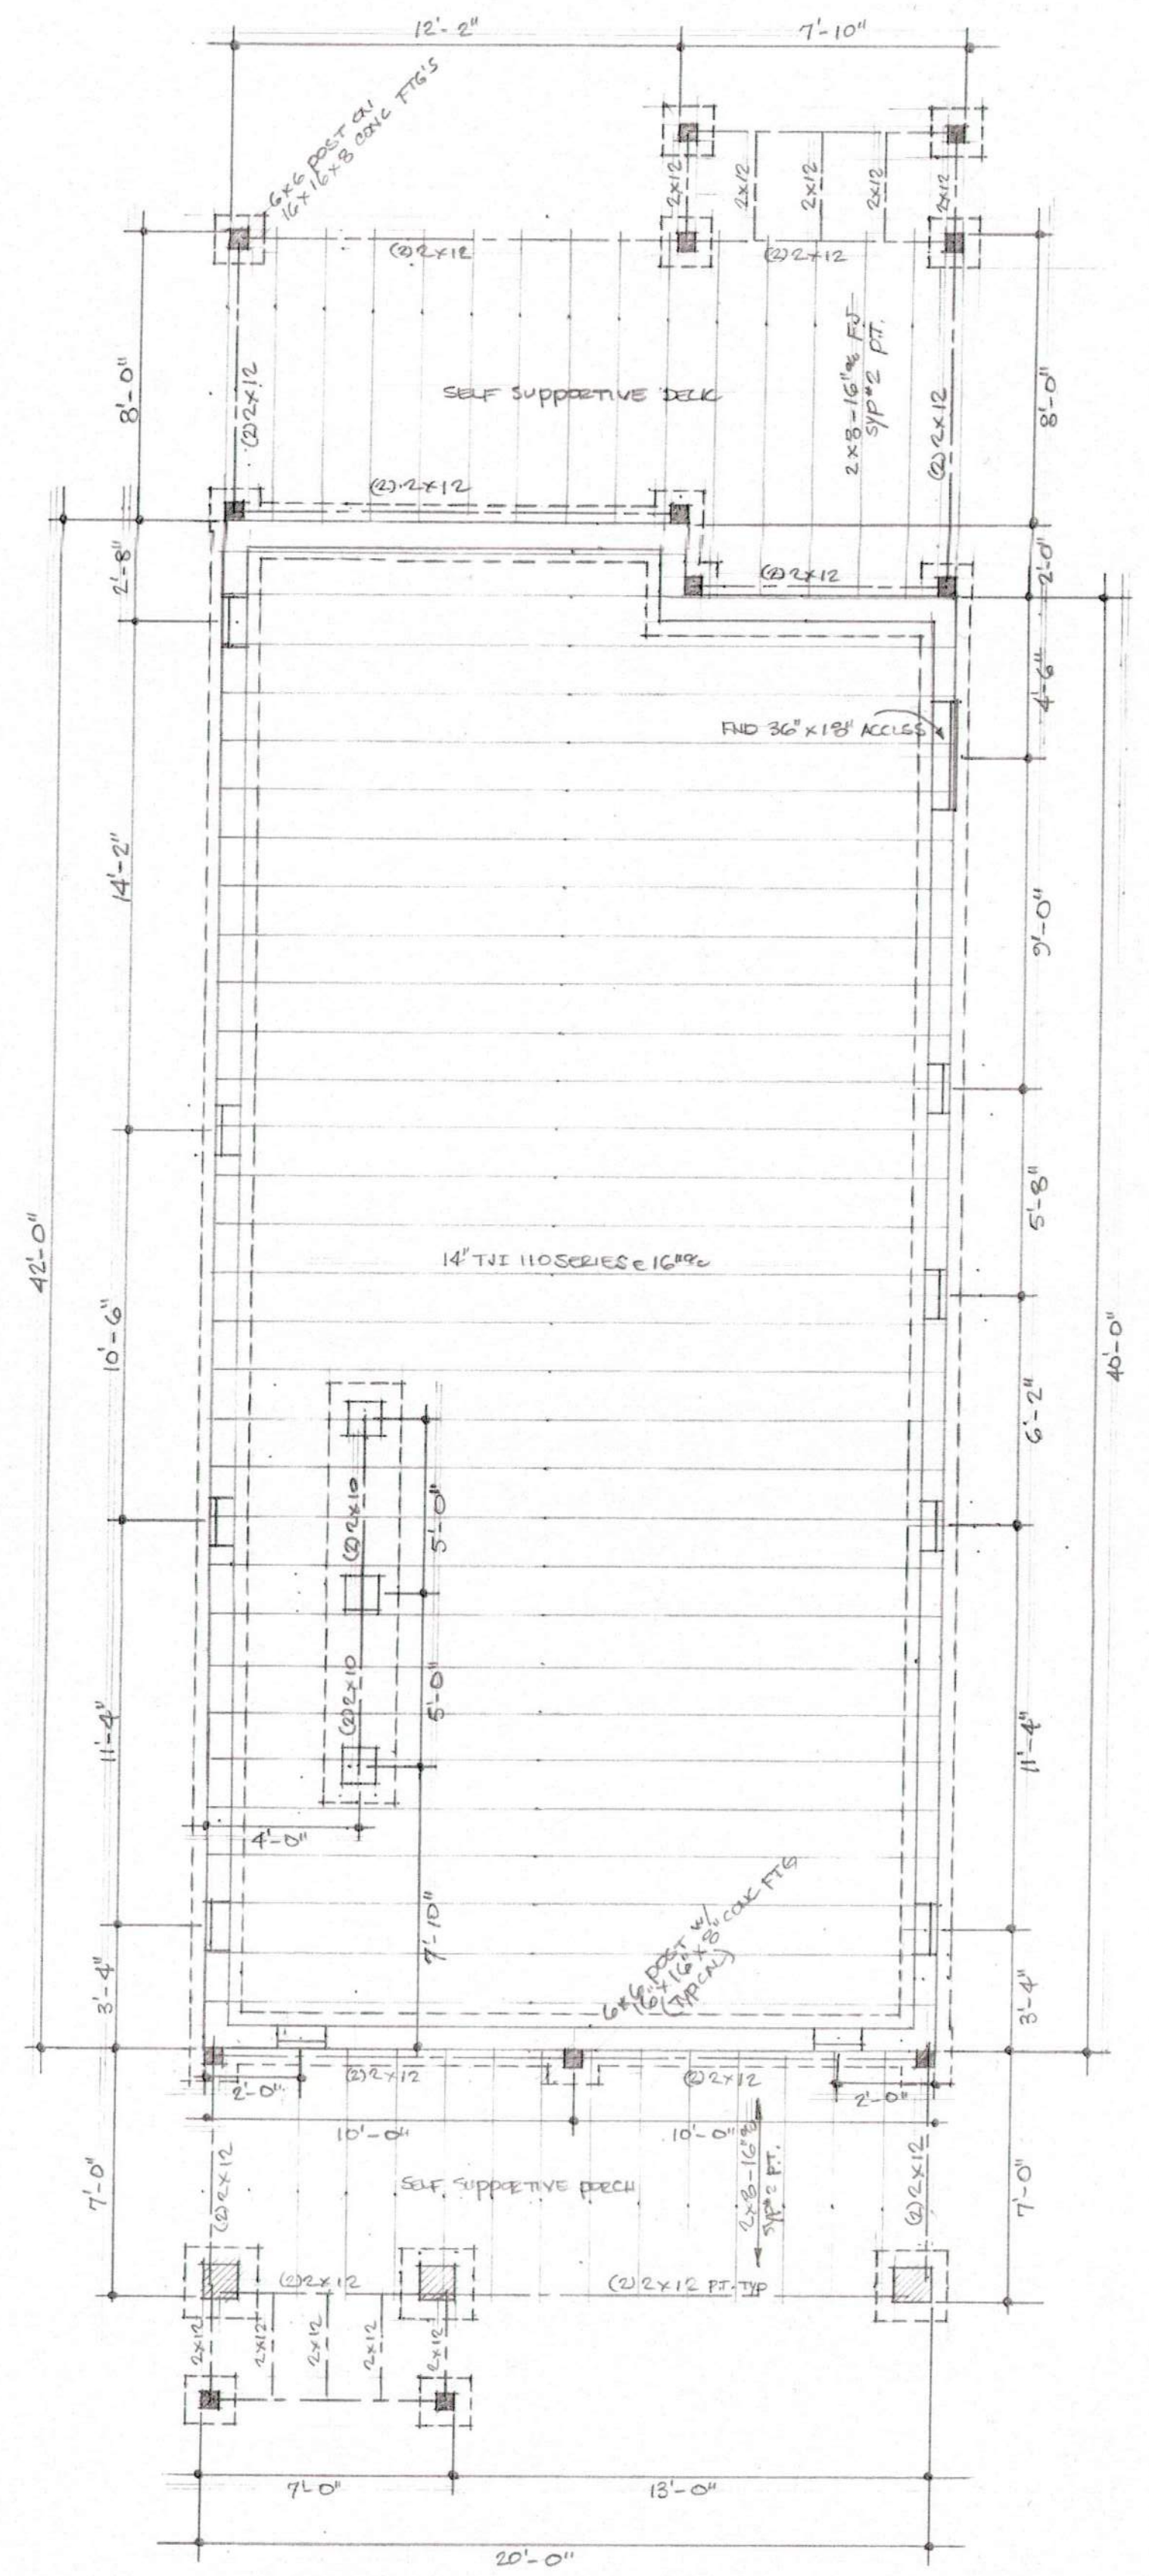 12'-2"
7'-10"
6x6 POST ON
16x16x8 CONC FTG'S
2x12
2x12
2x12
2x12
2x12
(2) 2x12
(2) 2x12
8'-0"
(2) 2x12
SELF SUPPORTIVE DECK
2x8-16"oc FJ
SYP#2 P.T.
(2) 2x12
8'-0"
(2) 2x12
2'-8"
(2) 2x12
2'-0"
4'-6"
FND 36"x18" ACCESS
14'-2"
9'-0"
5'-8"
42'-0"
14" TJI 110 SERIES @ 16"oc
10'-6"
40'-0"
6'-2"
(2) 2x10
5'-0"
(2) 2x10
5'-0"
11'-4"
11'-4"
4'-0"
7'-10"
6x6 POST W/
16"x16"x8" CONC FTG
(TYPICAL)
3'-4"
3'-4"
(2) 2x12
(2) 2x12
2'-0"
2'-0"
10'-0"
10'-0"
7'-0"
(2) 2x12
SELF SUPPORTIVE PORCH
2x8-16"oc
SYP#2 P.T.
(2) 2x12
7'-0"
(2) 2x12
(2) 2x12 P.T. TYP
2x12
2x12
2x12
2x12
2x12
7'-0"
13'-0"
20'-0"